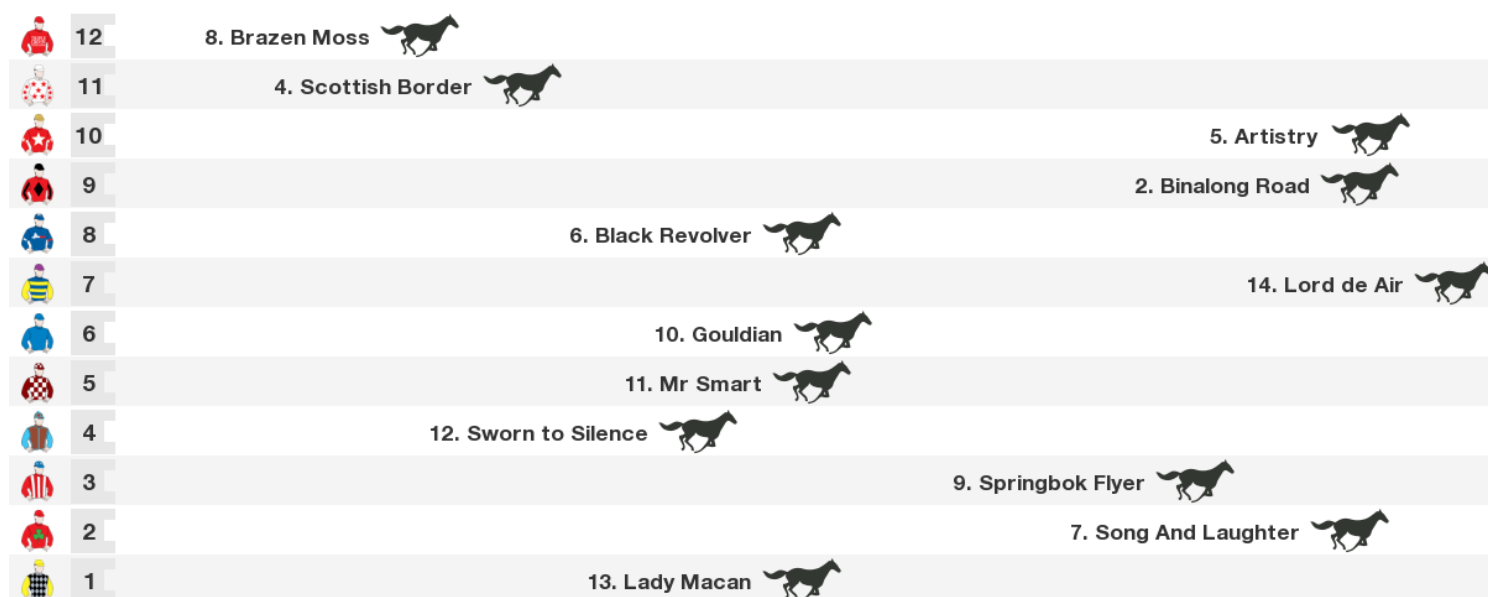 12 8. Brazen Moss
11 4. Scottish Border
10 5. Artistry
9 2. Binalong Road
8 6. Black Revolver
7 14. Lord de Air
6 10. Gouldian
5 11. Mr Smart
4 12. Sworn to Silence
3 9. Springbok Flyer
2 7. Song And Laughter
1 13. Lady Macan